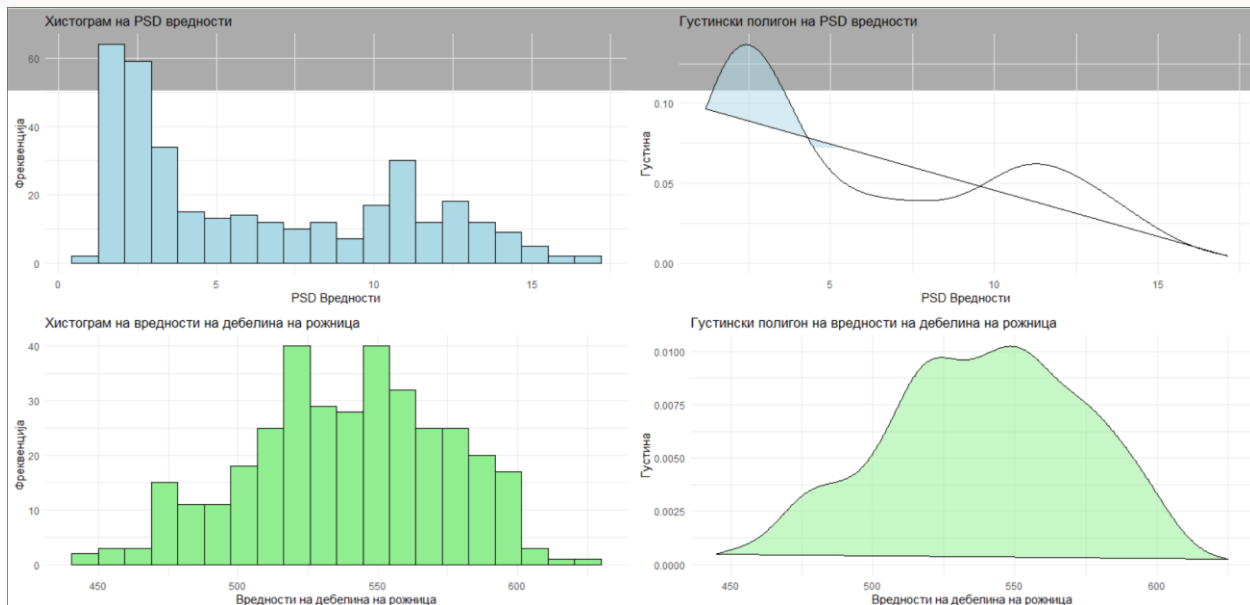 Хистограм на PSD вредности
60
40
20
0
Фреквенција
0 5 10 15
PSD Вредности
Густински полигон на PSD вредности
0.10
0.05
0.00
Густина
5 10 15
PSD Вредности
Хистограм на вредности на дебелина на рожница
40
30
20
10
0
Фреквенција
450 500 550 600
Вредности на дебелина на рожница
Густински полигон на вредности на дебелина на рожница
0.0100
0.0075
0.0050
0.0025
0.0000
Густина
450 500 550 600
Вредности на дебелина на рожница